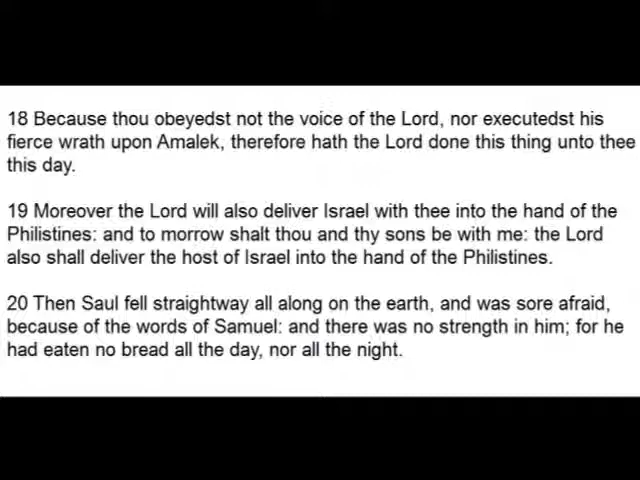 18 Because thou obeyedst not the voice of the Lord, nor executedst his
fierce wrath upon Amalek, therefore hath the Lord done this thing unto thee
this day.
19 Moreover the Lord will also deliver Israel with thee into the hand of the
Philistines: and to morrow shalt thou and thy sons be with me: the Lord
also shall deliver the host of Israel into the hand of the Philistines.
20 Then Saul fell straightway all along on the earth, and was sore afraid,
because of the words of Samuel: and there was no strength in him; for he
had eaten no bread all the day, nor all the night.